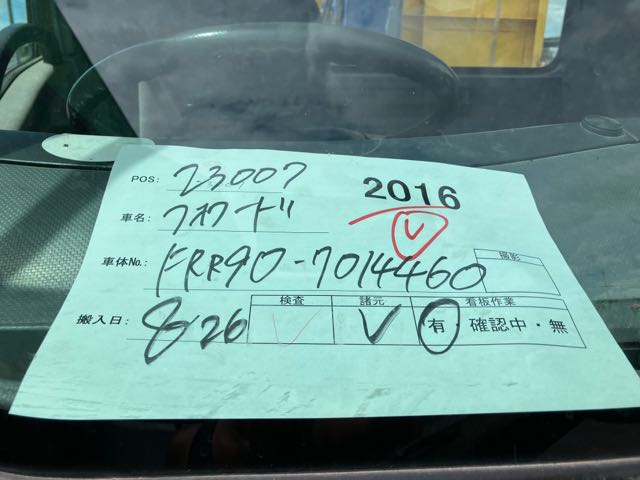 POS: 23007
2016
車名: フォワード
V
車体No.: FRR90-7014460
撮影
搬入日: 8/26
検査 諸元 看板作業
V V 有・確認中・無